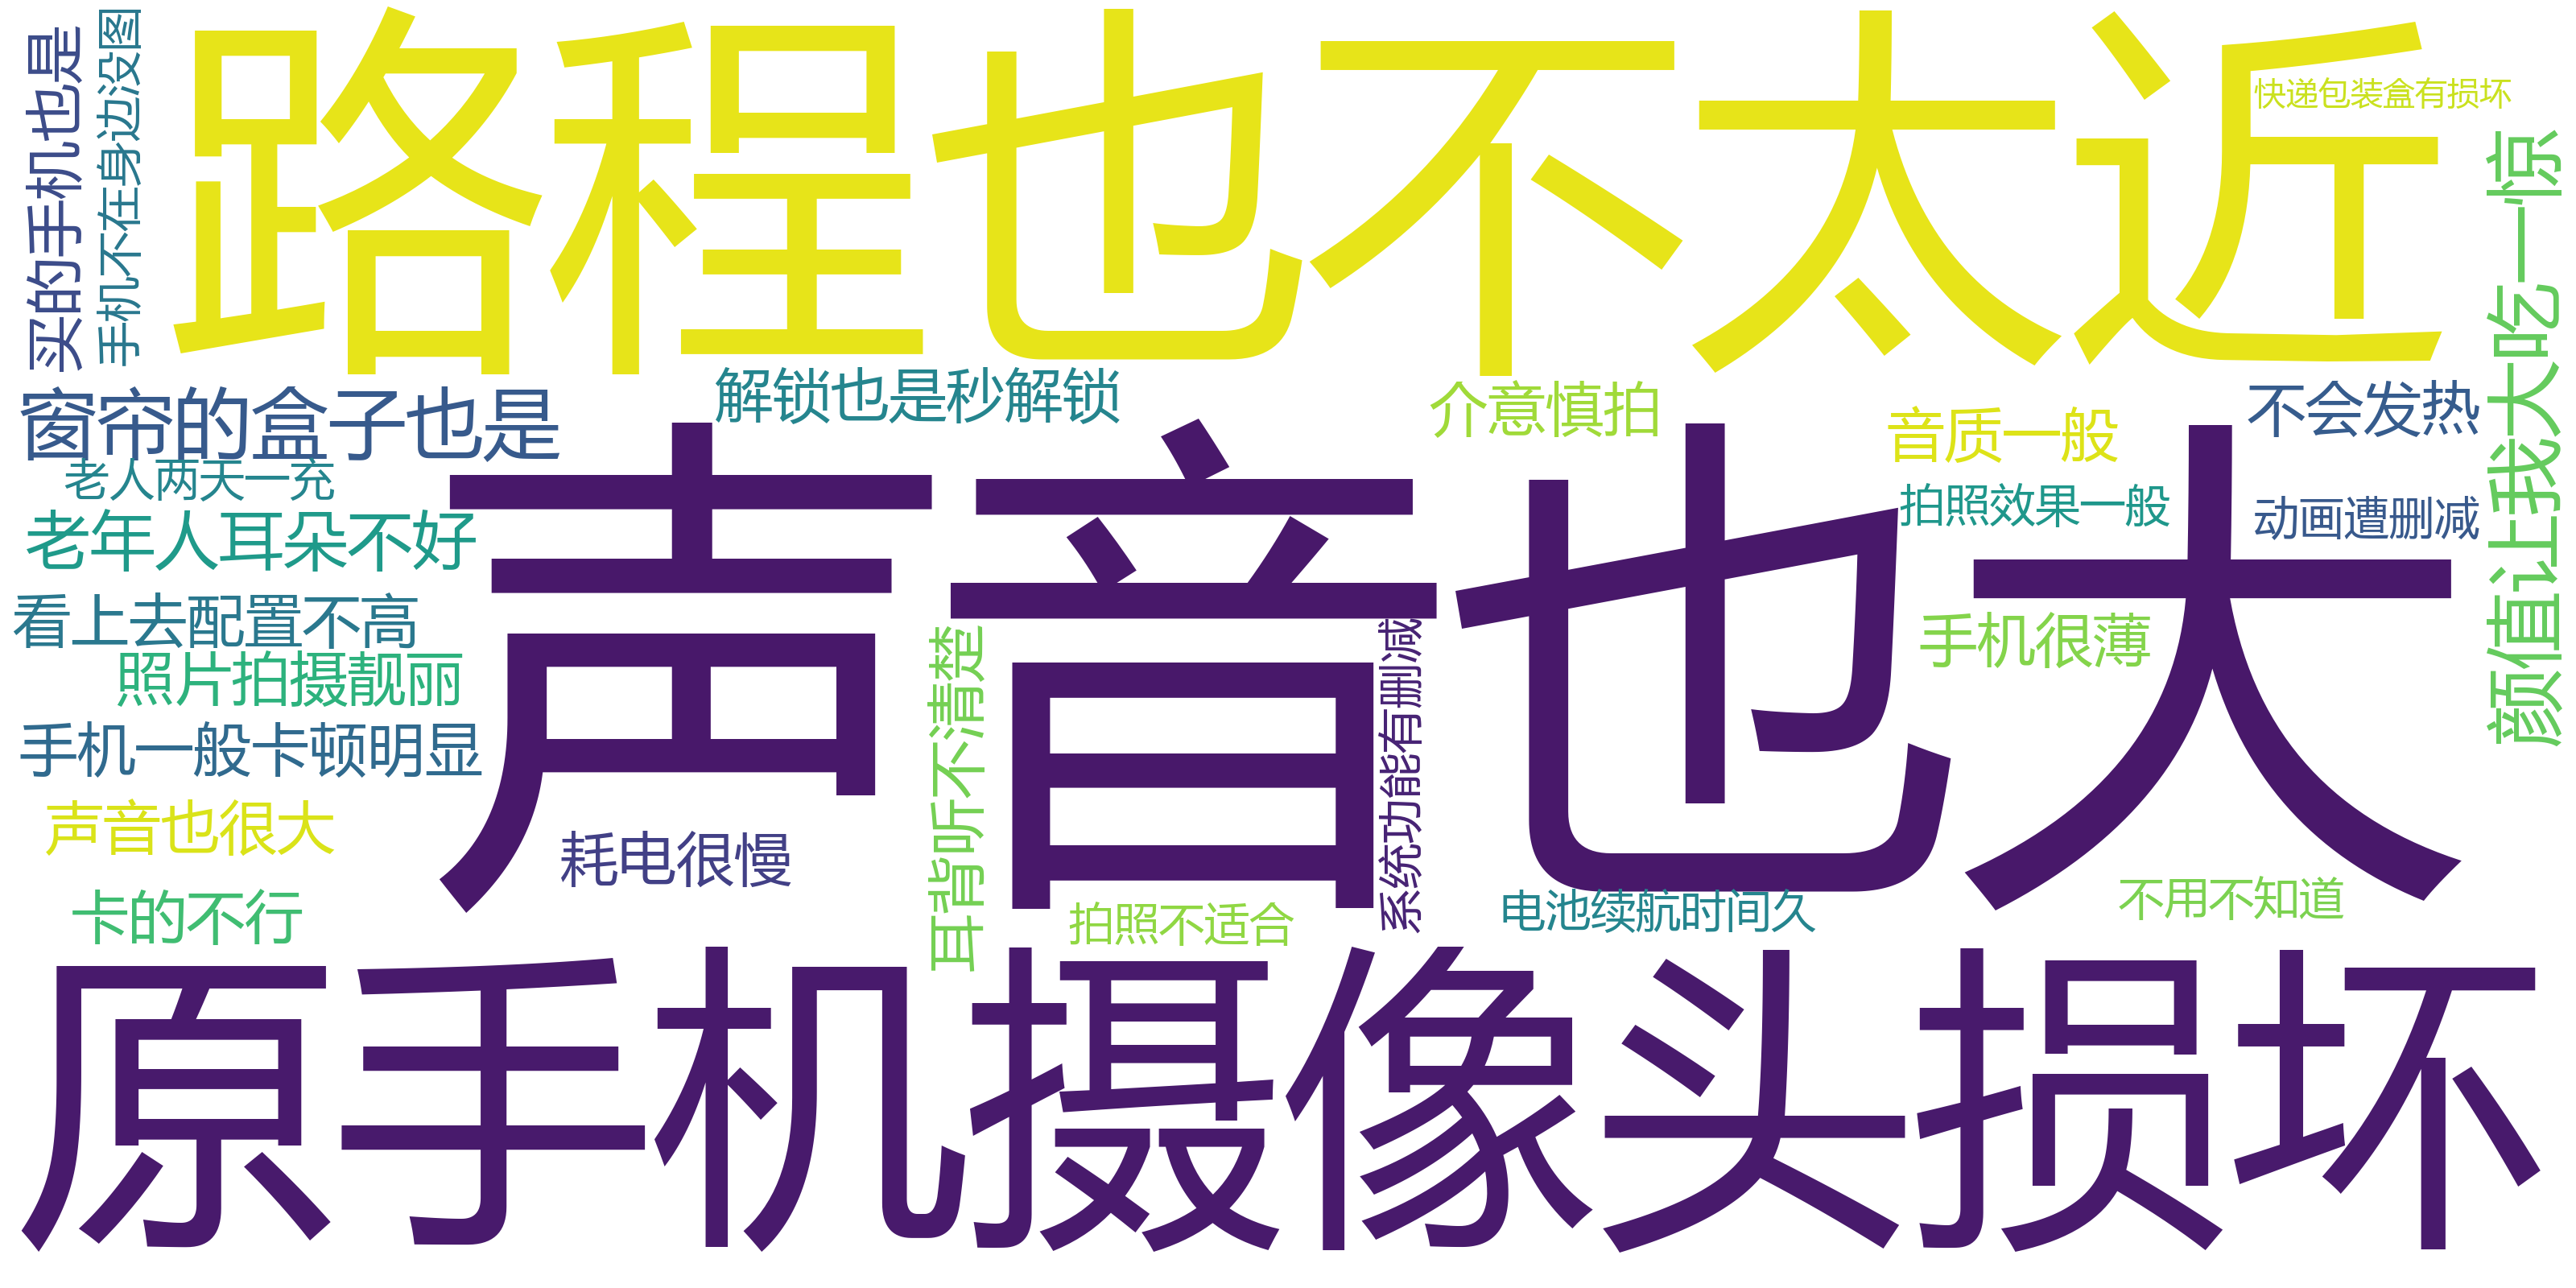 路程也不太近
买的手机也是
手机不在身边没图
快递包装盒有损坏
颜值让我大吃一惊
窗帘的盒子也是
解锁也是秒解锁
介意慎拍
音质一般
不会发热
老人两天一充
老年人耳朵不好
声音也大
拍照效果一般
动画遭删减
看上去配置不高
照片拍摄靓丽
手机很薄
手机一般卡顿明显
耳背听不清楚
系统功能有删减
声音也很大
耗电很慢
卡的不行
拍照不适合
电池续航时间久
不用不知道
原手机摄像头损坏